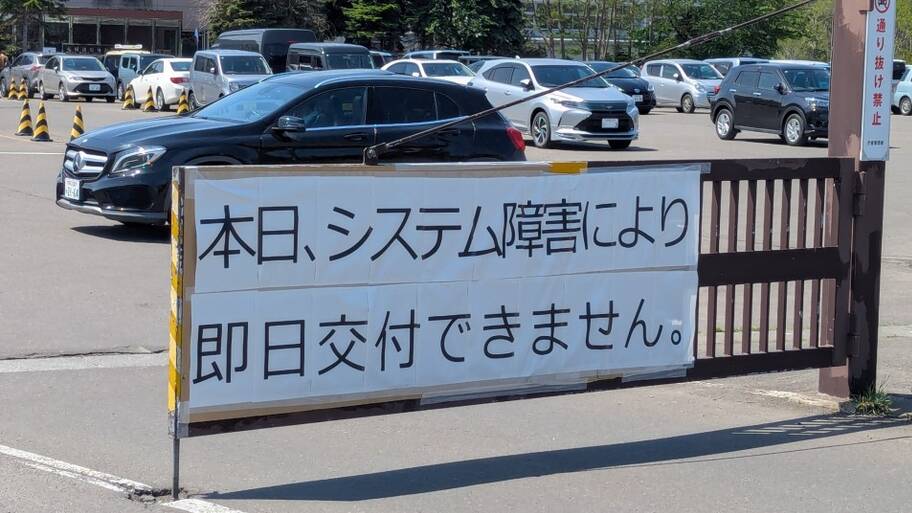 本日、システム障害により
即日交付できません。
通り抜け禁止